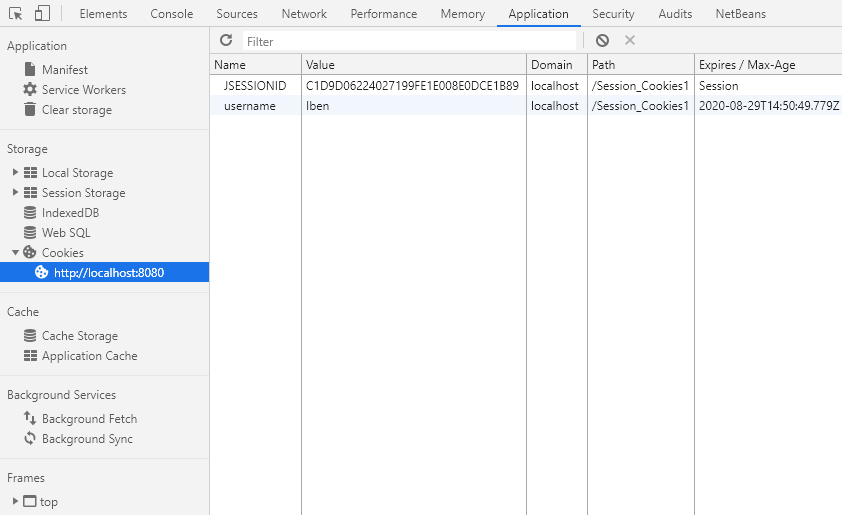 Elements Console Sources Network Performance Memory Application Security Audits NetBeans
Application
Manifest
Service Workers
Clear storage
Storage
Local Storage
Session Storage
IndexedDB
Web SQL
Cookies
http://localhost:8080
Cache
Cache Storage
Application Cache
Background Services
Background Fetch
Background Sync
Frames
top
Filter
Name Value Domain Path Expires / Max-Age
JSESSIONID C1D9D06224027199FE1E008E0DCE1B89 localhost /Session_Cookies1 Session
username Iben localhost /Session_Cookies1 2020-08-29T14:50:49.779Z